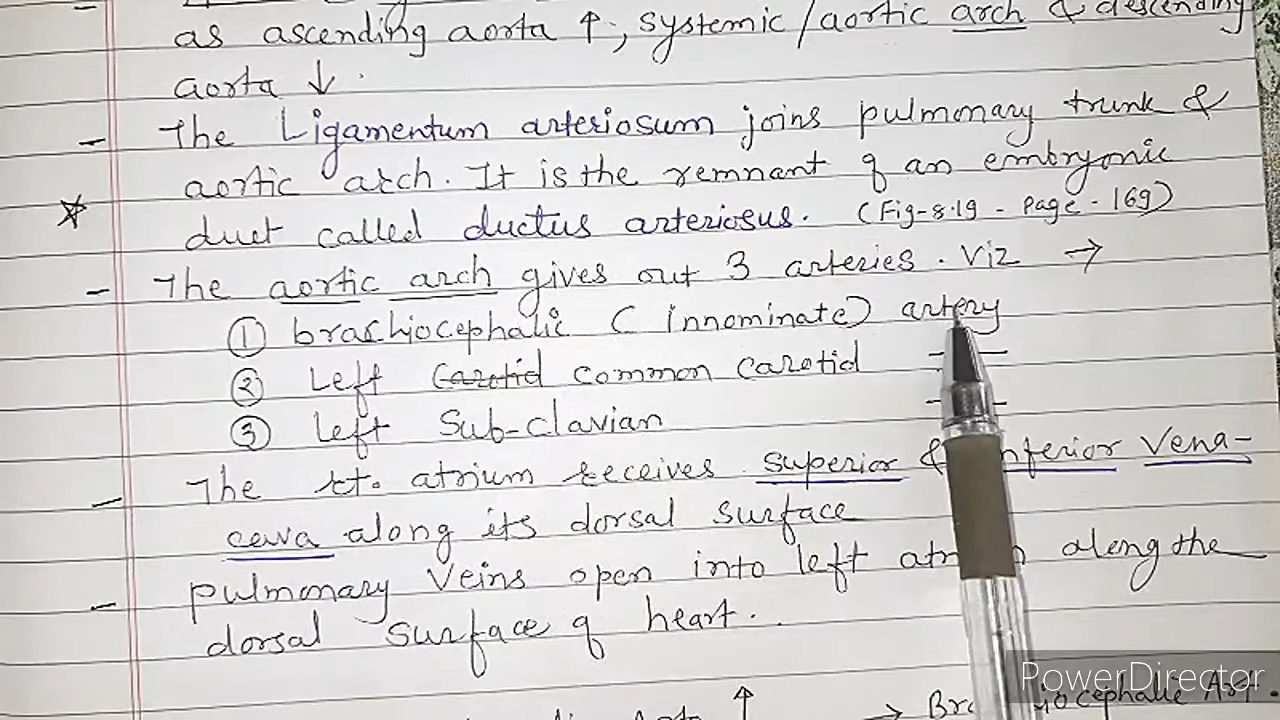 as ascending aorta ↑, systemic/aortic arch & descending
aorta ↓.
- The Ligamentum arteriosum joins pulmonary trunk &
aortic arch. It is the remnant of an embryonic
☆ duct called ductus arteriosus. (Fig-8.19 - Page - 169)
- The aortic arch gives out 3 arteries. Viz →
① brachiocephalic (innominate) artery
② Left Carotid common carotid —"—
③ Left Sub-clavian —"—
- The rt. atrium receives superior & inferior Vena-
cava along its dorsal surface
- pulmonary Veins open into left atrium along the
dorsal surface of heart.
↑ → Brachiocephalic Art.
PowerDirector